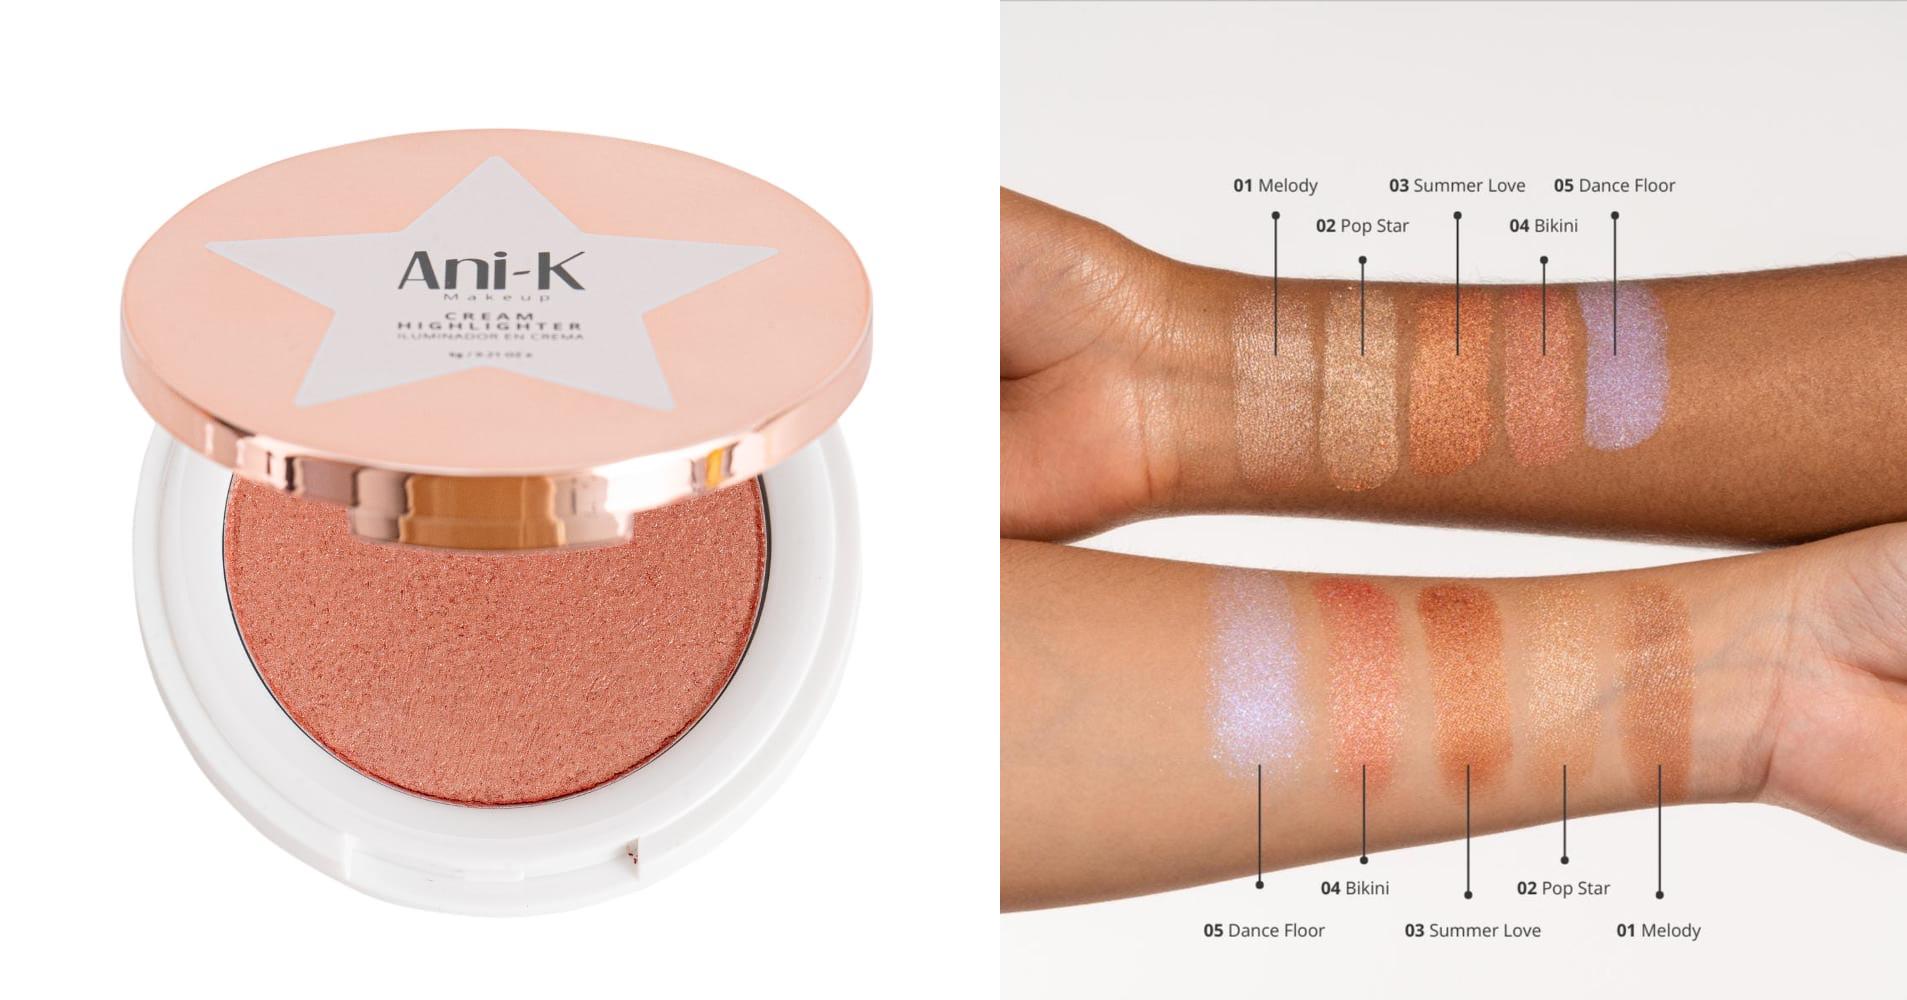 Ani-K
Makeup
CREAM
HIGHLIGHTER
ILUMINADOR EN CREMA
01 Melody
03 Summer Love
05 Dance Floor
02 Pop Star
04 Bikini
04 Bikini
02 Pop Star
05 Dance Floor
03 Summer Love
01 Melody